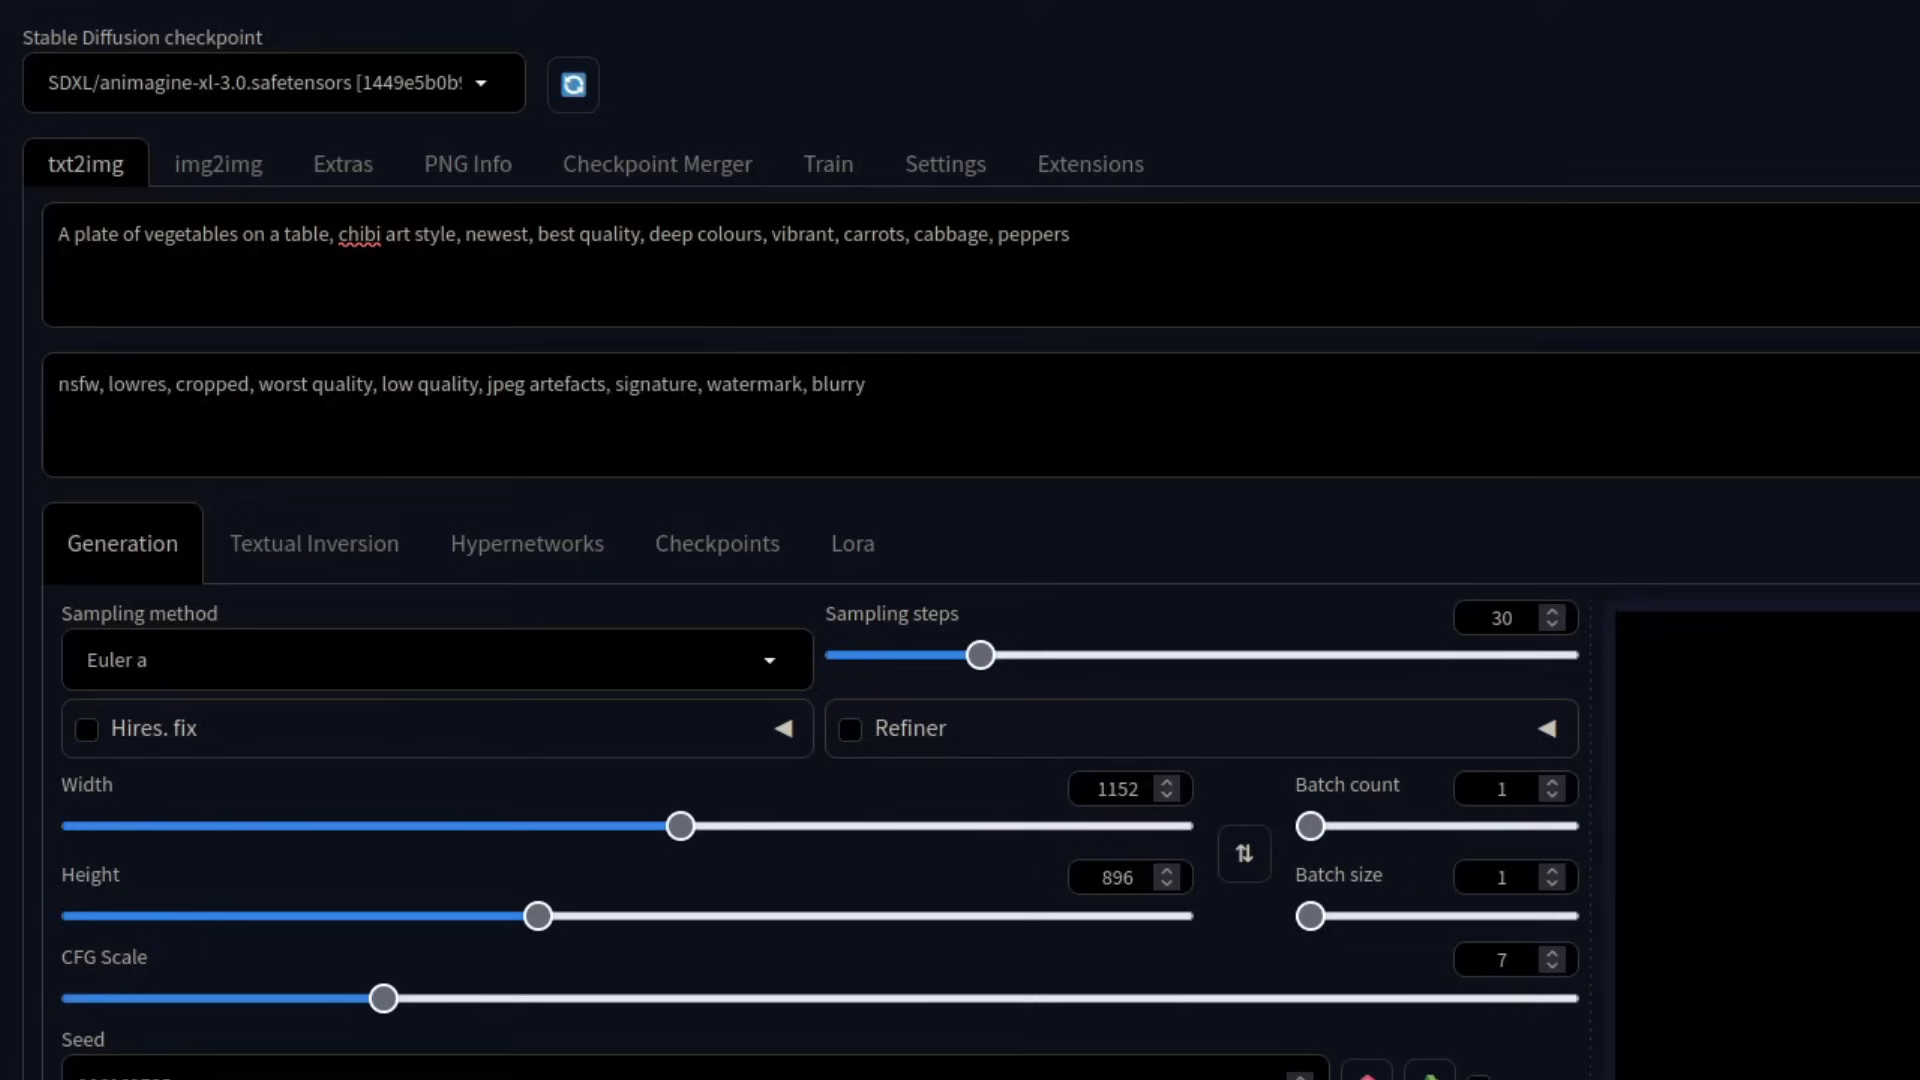 Stable Diffusion checkpoint
SDXL/animagine-xl-3.0.safetensors [1449e5b0b9
txt2img img2img Extras PNG Info Checkpoint Merger Train Settings Extensions
A plate of vegetables on a table, chibi art style, newest, best quality, deep colours, vibrant, carrots, cabbage, peppers
nsfw, lowres, cropped, worst quality, low quality, jpeg artefacts, signature, watermark, blurry
Generation Textual Inversion Hypernetworks Checkpoints Lora
Sampling method Sampling steps 30
Euler a
Hires. fix Refiner
Width 1152 Batch count 1
Height 896 Batch size 1
CFG Scale 7
Seed